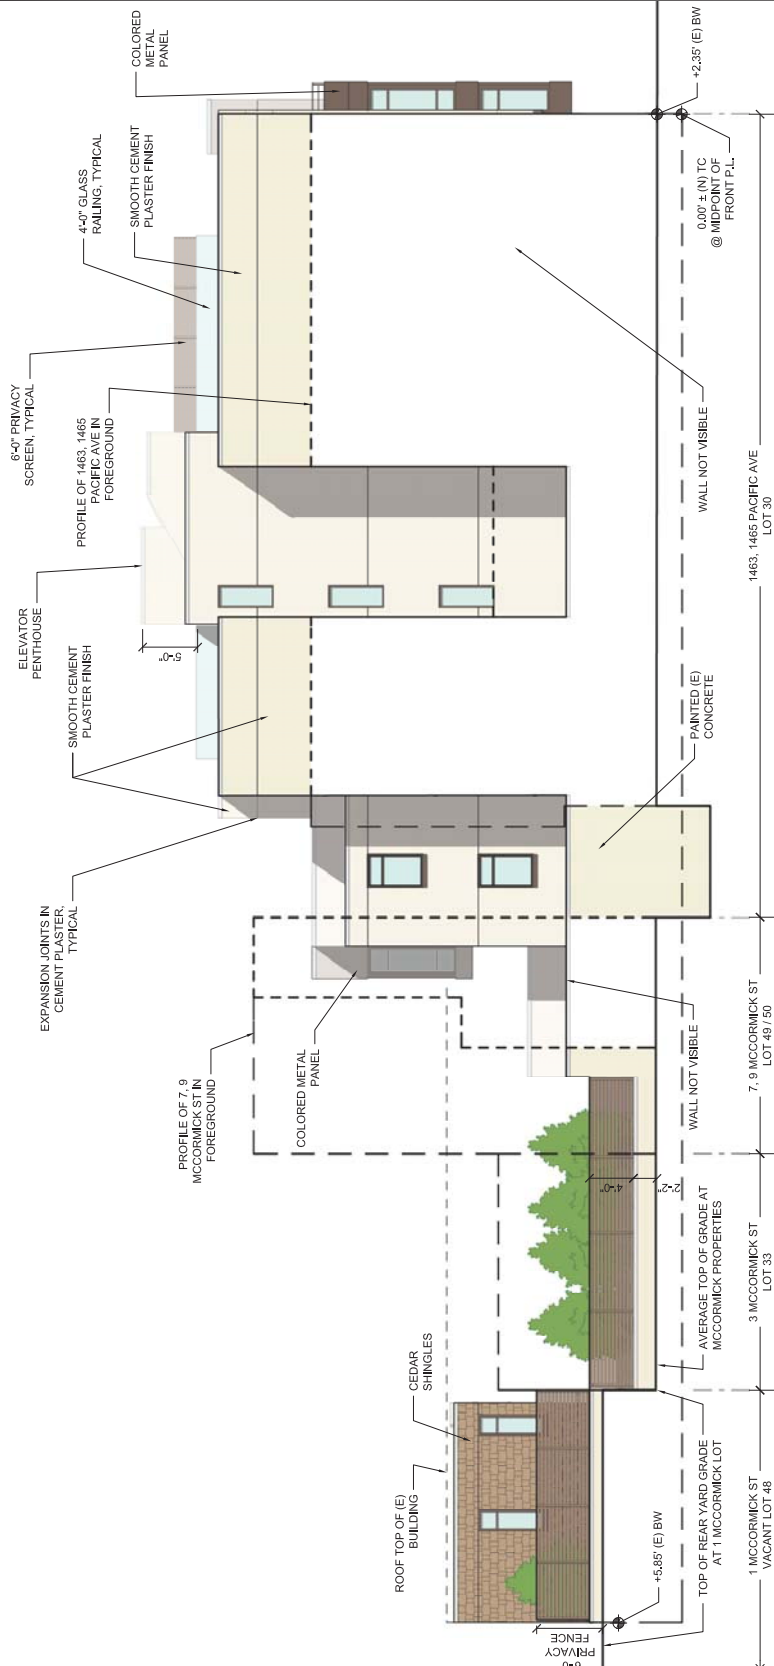 EXPANSION JOINTS IN
CEMENT PLASTER,
TYPICAL
SMOOTH CEMENT
PLASTER FINISH
ELEVATOR
PENTHOUSE
6'-0" PRIVACY
SCREEN, TYPICAL
4'-0" GLASS
RAILING, TYPICAL
COLORED
METAL
PANEL
PROFILE OF 1463, 1465
PACIFIC AVE IN
FOREGROUND
SMOOTH CEMENT
PLASTER FINISH
5'-0"
PROFILE OF 7, 9
MCCORMICK ST IN
FOREGROUND
COLORED METAL
PANEL
ROOF TOP OF (E)
BUILDING
CEDAR
SHINGLES
6'-0"
PRIVACY
FENCE
4'-0"
2'-2"
+5.85' (E) BW
TOP OF REAR YARD GRADE
AT 1 MCCORMICK LOT
AVERAGE TOP OF GRADE AT
MCCORMICK PROPERTIES
WALL NOT VISIBLE
PAINTED (E)
CONCRETE
WALL NOT VISIBLE
0.00' ± (N) TC
@ MIDPOINT OF
FRONT P.L.
+2.35' (E) BW
1 MCCORMICK ST
VACANT LOT 48
3 MCCORMICK ST
LOT 33
7, 9 MCCORMICK ST
LOT 49 / 50
1463, 1465 PACIFIC AVE
LOT 30